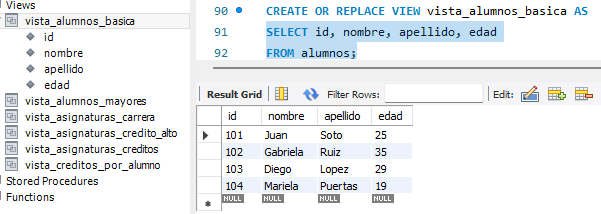 Views
vista_alumnos_basica
id
nombre
apellido
edad
vista_alumnos_mayores
vista_asignaturas_carrera
vista_asignaturas_credito_alto
vista_asignaturas_creditos
vista_creditos_por_alumno
Stored Procedures
Functions
90 CREATE OR REPLACE VIEW vista_alumnos_basica AS
91 SELECT id, nombre, apellido, edad
92 FROM alumnos;
Result Grid Filter Rows: Edit:
id nombre apellido edad
101 Juan Soto 25
102 Gabriela Ruiz 35
103 Diego Lopez 29
104 Mariela Puertas 19
NULL NULL NULL NULL